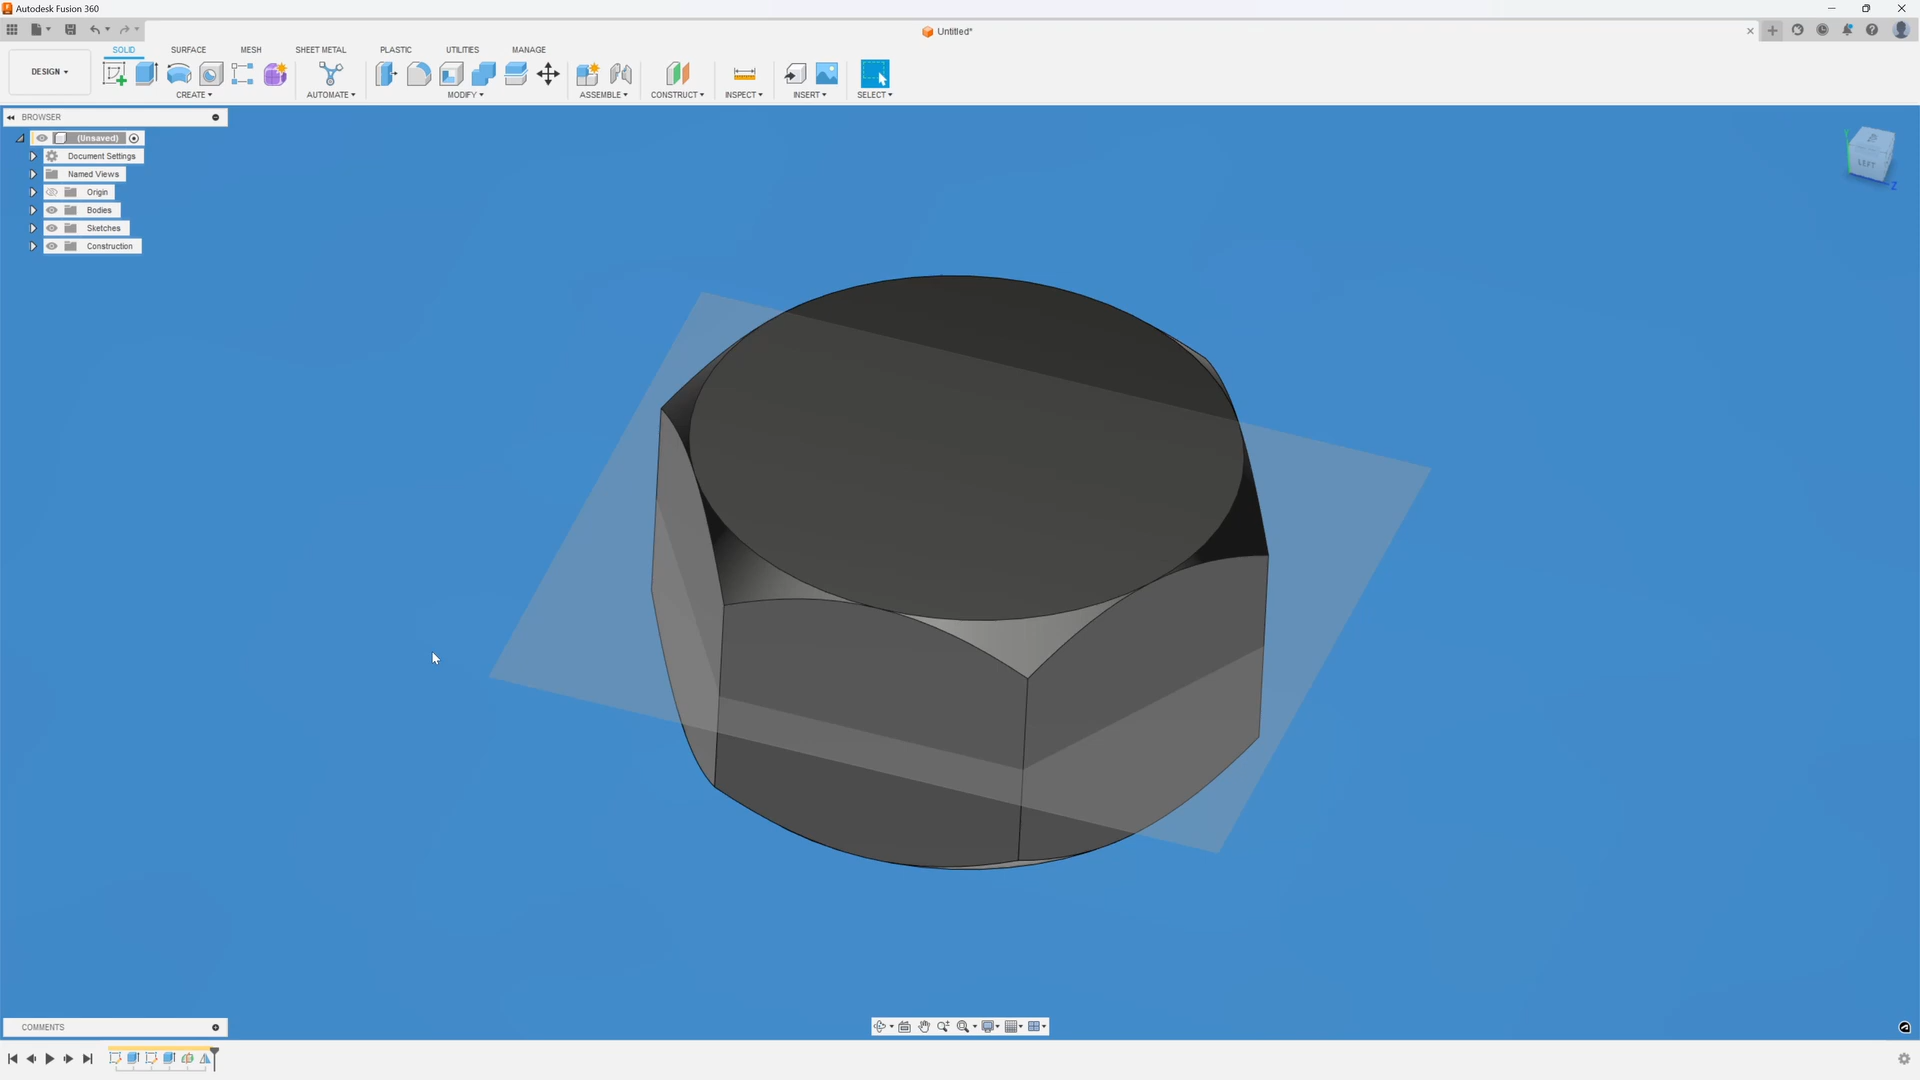 Autodesk Fusion 360
Untitled*
SOLID SURFACE MESH SHEET METAL PLASTIC UTILITIES MANAGE
DESIGN
CREATE AUTOMATE MODIFY ASSEMBLE CONSTRUCT INSPECT INSERT SELECT
BROWSER
(Unsaved)
Document Settings
Named Views
Origin
Bodies
Sketches
Construction
Y
LEFT
Z
COMMENTS